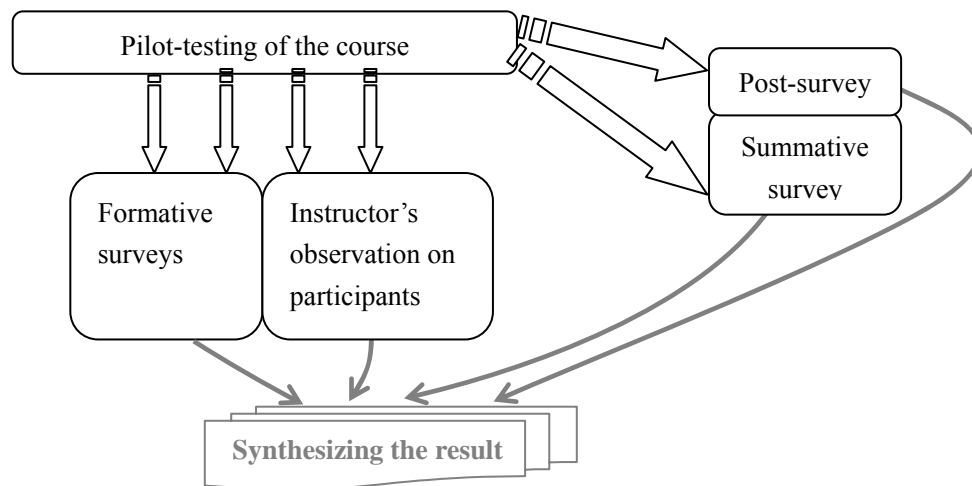 Pilot-testing of the course
Post-survey
Summative
survey
Formative
surveys
Instructor’s
observation on
participants
Synthesizing the result